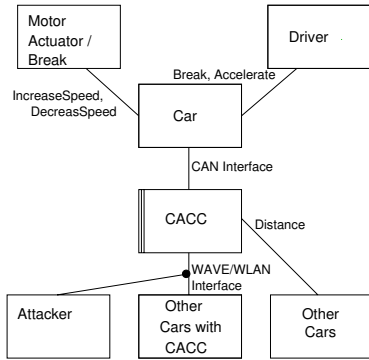 Motor
Actuator /
Break
Driver
Break, Accelerate
IncreaseSpeed,
DecreasSpeed
Car
CAN Interface
CACC
Distance
WAVE/WLAN
Interface
Attacker
Other
Cars with
CACC
Other
Cars